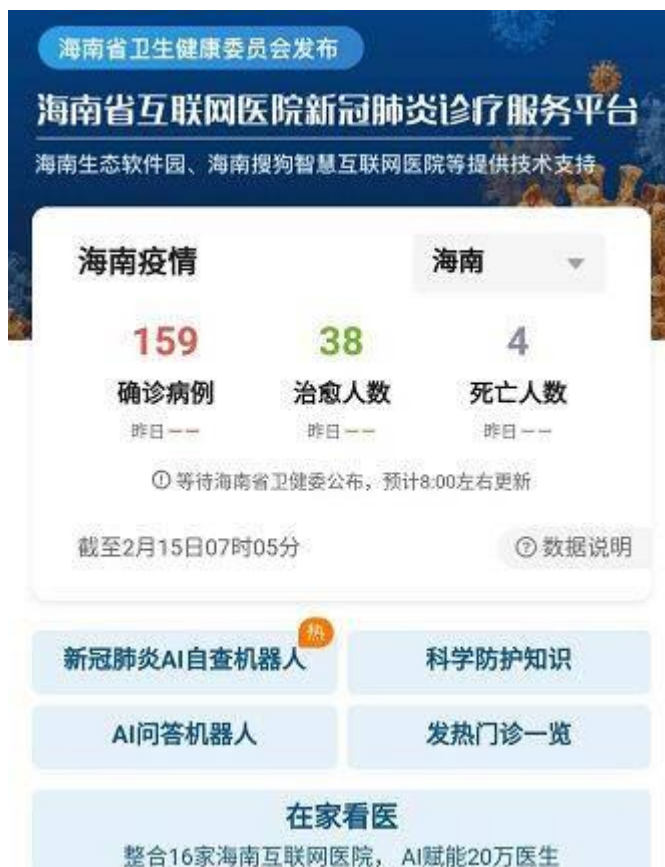 海南省卫生健康委员会发布
海南省互联网医院新冠肺炎诊疗服务平台
海南生态软件园、海南搜狗智慧互联网医院等提供技术支持
海南疫情 海南
159 38 4
确诊病例 治愈人数 死亡人数
昨日-- 昨日-- 昨日--
等待海南省卫健委公布，预计8:00左右更新
截至2月15日07时05分 数据说明
热
新冠肺炎AI自查机器人 科学防护知识
AI问答机器人 发热门诊一览
在家看医
整合16家海南互联网医院， AI赋能20万医生